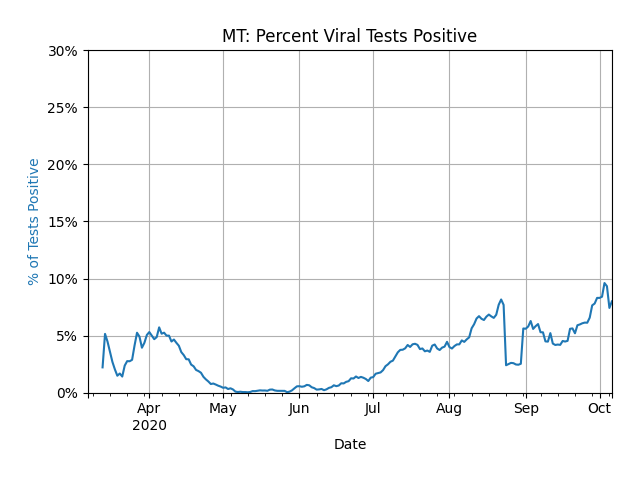 MT: Percent Viral Tests Positive
30%
25%
20%
15%
10%
5%
0%
% of Tests Positive
Apr May Jun Jul Aug Sep Oct
2020
Date